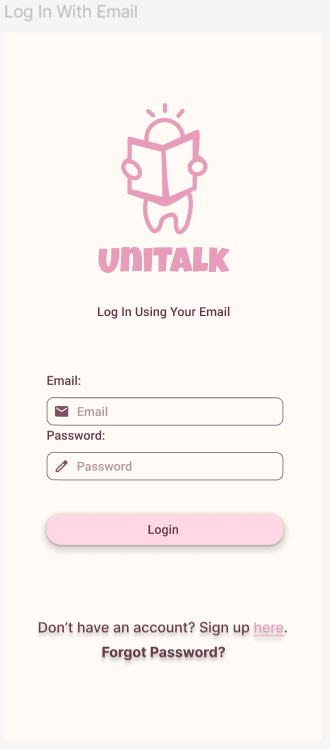 Log In With Email
UNITALK
Log In Using Your Email
Email:
Email
Password:
Password
Login
Don't have an account? Sign up here.
Forgot Password?